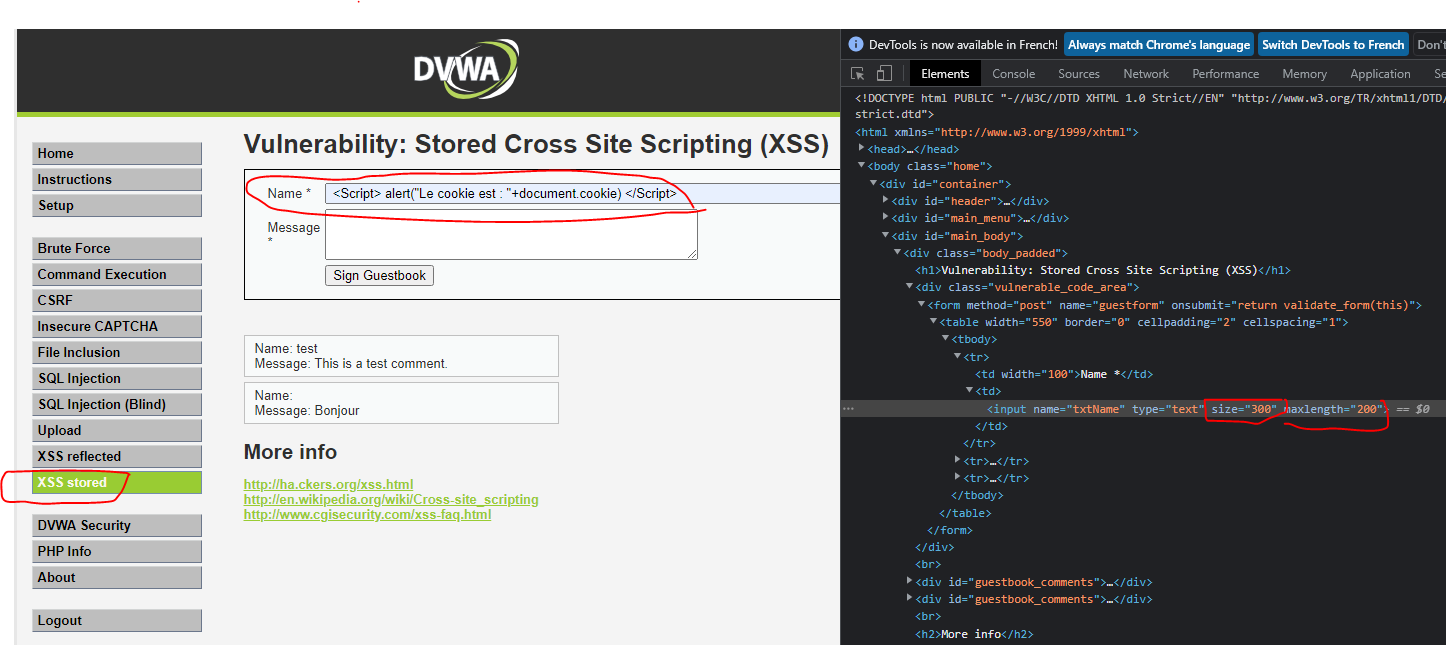 DVWA
Home
Instructions
Setup
Brute Force
Command Execution
CSRF
Insecure CAPTCHA
File Inclusion
SQL Injection
SQL Injection (Blind)
Upload
XSS reflected
XSS stored
DVWA Security
PHP Info
About
Logout
Vulnerability: Stored Cross Site Scripting (XSS)
Name * <Script> alert("Le cookie est : "+document.cookie) </Script>
Message
*
Sign Guestbook
Name: test
Message: This is a test comment.
Name:
Message: Bonjour
More info
http://ha.ckers.org/xss.html
http://en.wikipedia.org/wiki/Cross-site_scripting
http://www.cgisecurity.com/xss-faq.html
DevTools is now available in French! Always match Chrome's language Switch DevTools to French Don't
Elements Console Sources Network Performance Memory Application Se
<!DOCTYPE html PUBLIC "-//W3C//DTD XHTML 1.0 Strict//EN" "http://www.w3.org/TR/xhtml1/DTD/
strict.dtd">
<html xmlns="http://www.w3.org/1999/xhtml">
<head>…</head>
<body class="home">
<div id="container">
<div id="header">…</div>
<div id="main_menu">…</div>
<div id="main_body">
<div class="body_padded">
<h1>Vulnerability: Stored Cross Site Scripting (XSS)</h1>
<div class="vulnerable_code_area">
<form method="post" name="guestform" onsubmit="return validate_form(this)">
<table width="550" border="0" cellpadding="2" cellspacing="1">
<tbody>
<tr>
<td width="100">Name *</td>
<td>
… <input name="txtName" type="text" size="300" maxlength="200"> == $0
</td>
</tr>
<tr>…</tr>
<tr>…</tr>
</tbody>
</table>
</form>
</div>
<br>
<div id="guestbook_comments">…</div>
<div id="guestbook_comments">…</div>
<br>
<h2>More info</h2>